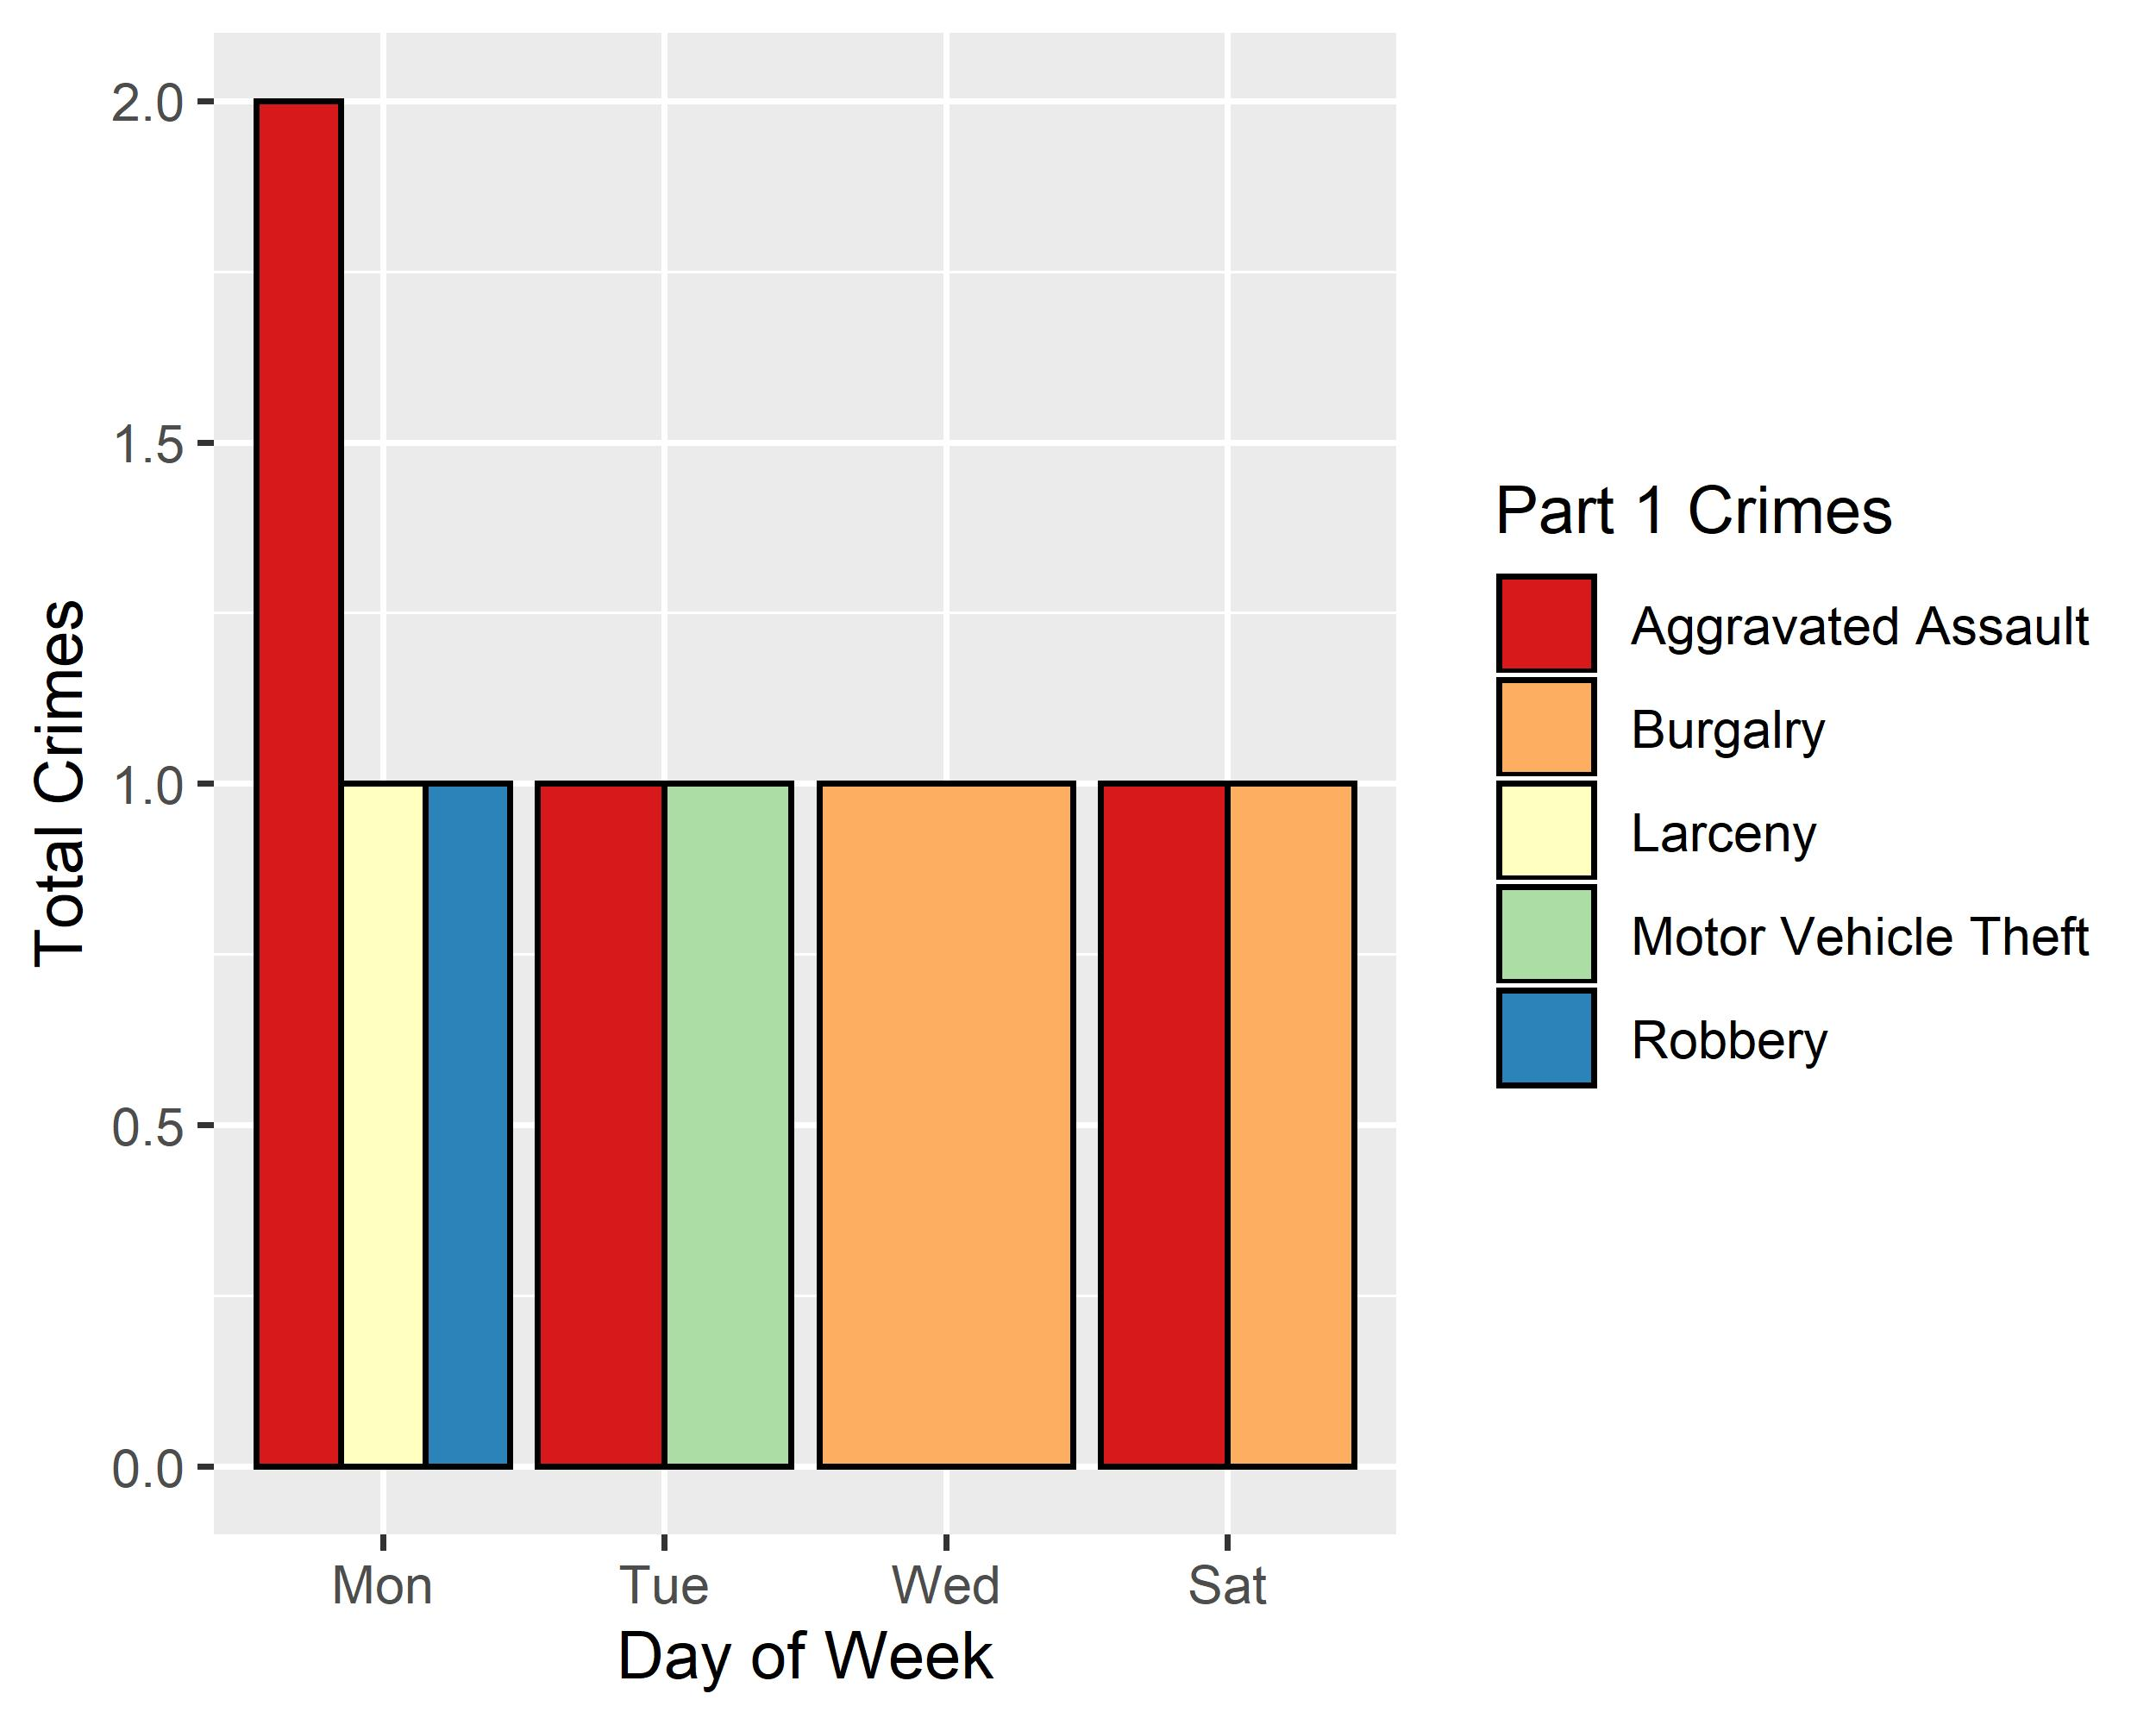 2.0
1.5
1.0
0.5
0.0
Total Crimes
Mon Tue Wed Sat
Day of Week
Part 1 Crimes
Aggravated Assault
Burgalry
Larceny
Motor Vehicle Theft
Robbery